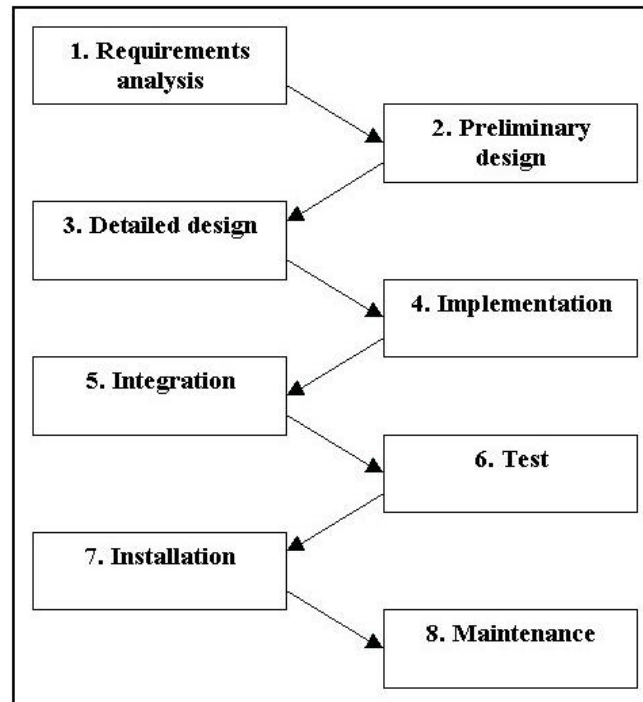 1. Requirements
analysis
2. Preliminary
design
3. Detailed design
4. Implementation
5. Integration
6. Test
7. Installation
8. Maintenance